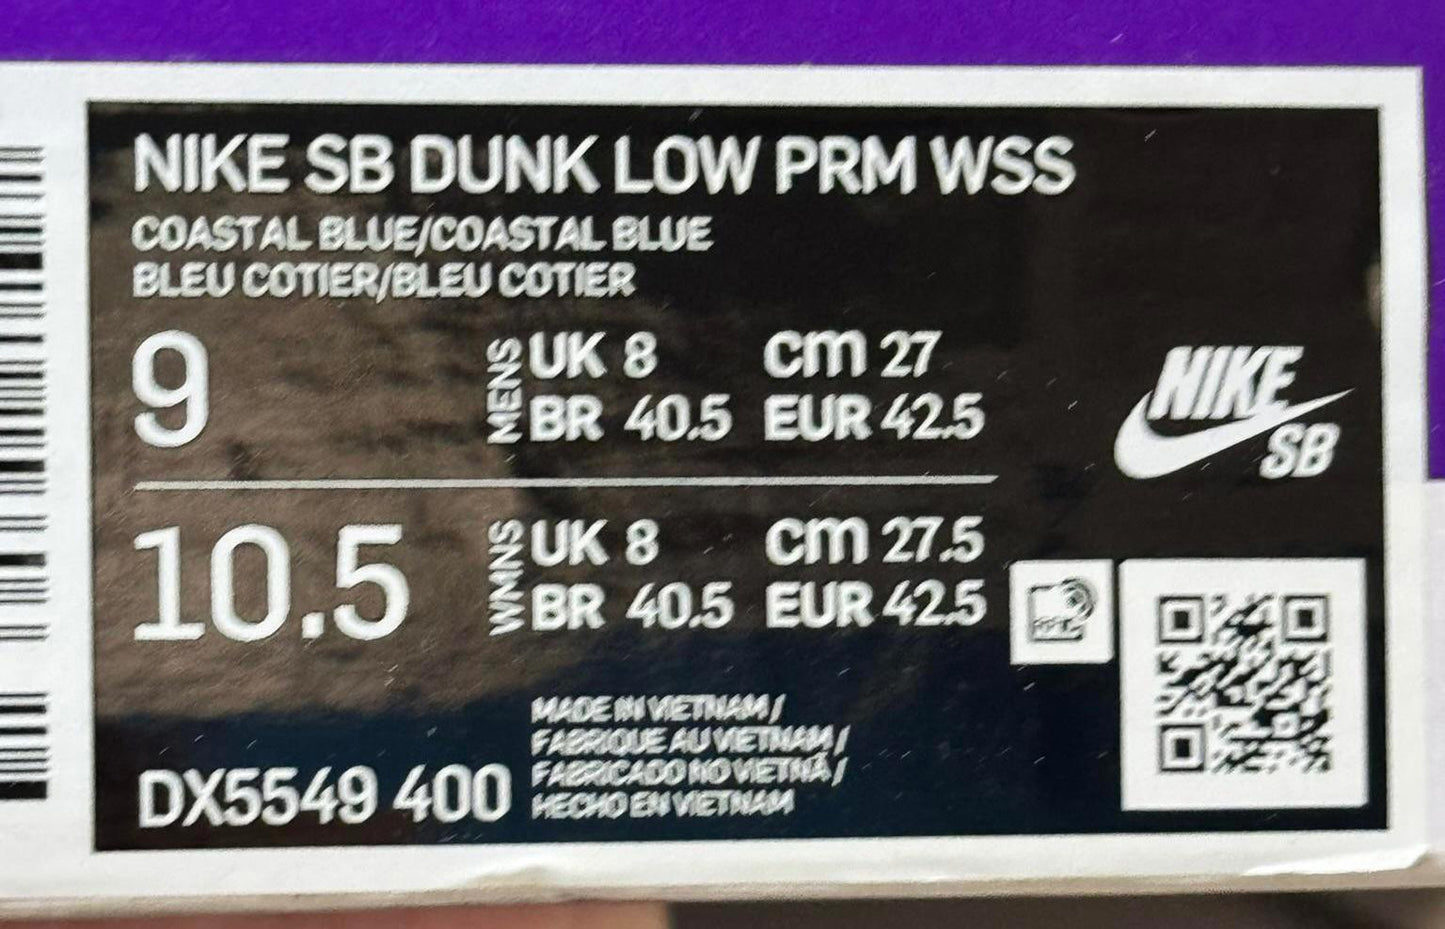 NIKE SB DUNK LOW PRM WSS
COASTAL BLUE/COASTAL BLUE
BLEU COTIER/BLEU COTIER
9
MENS
UK 8 cm 27
BR 40.5 EUR 42.5
10.5
WMNS
UK 8 cm 27.5
BR 40.5 EUR 42.5
NIKE
SB
MADE IN VIETNAM /
FABRIQUE AU VIETNAM /
FABRICADO NO VIETNÃ /
HECHO EN VIETNAM
DX5549 400